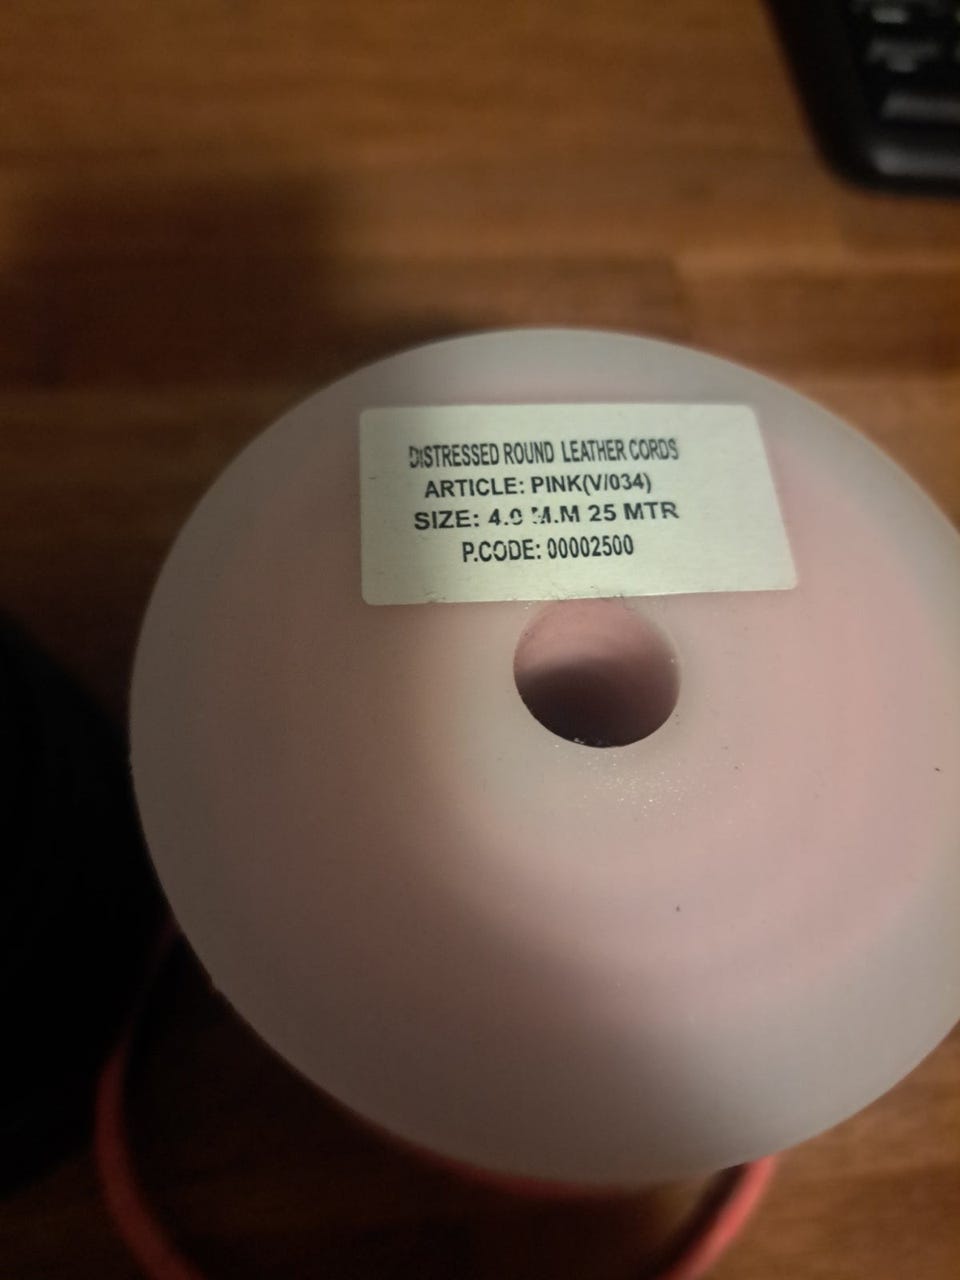 DISTRESSED ROUND LEATHER CORDS
ARTICLE: PINK(V/034)
SIZE: 4.0 M.M 25 MTR
P.CODE: 00002500